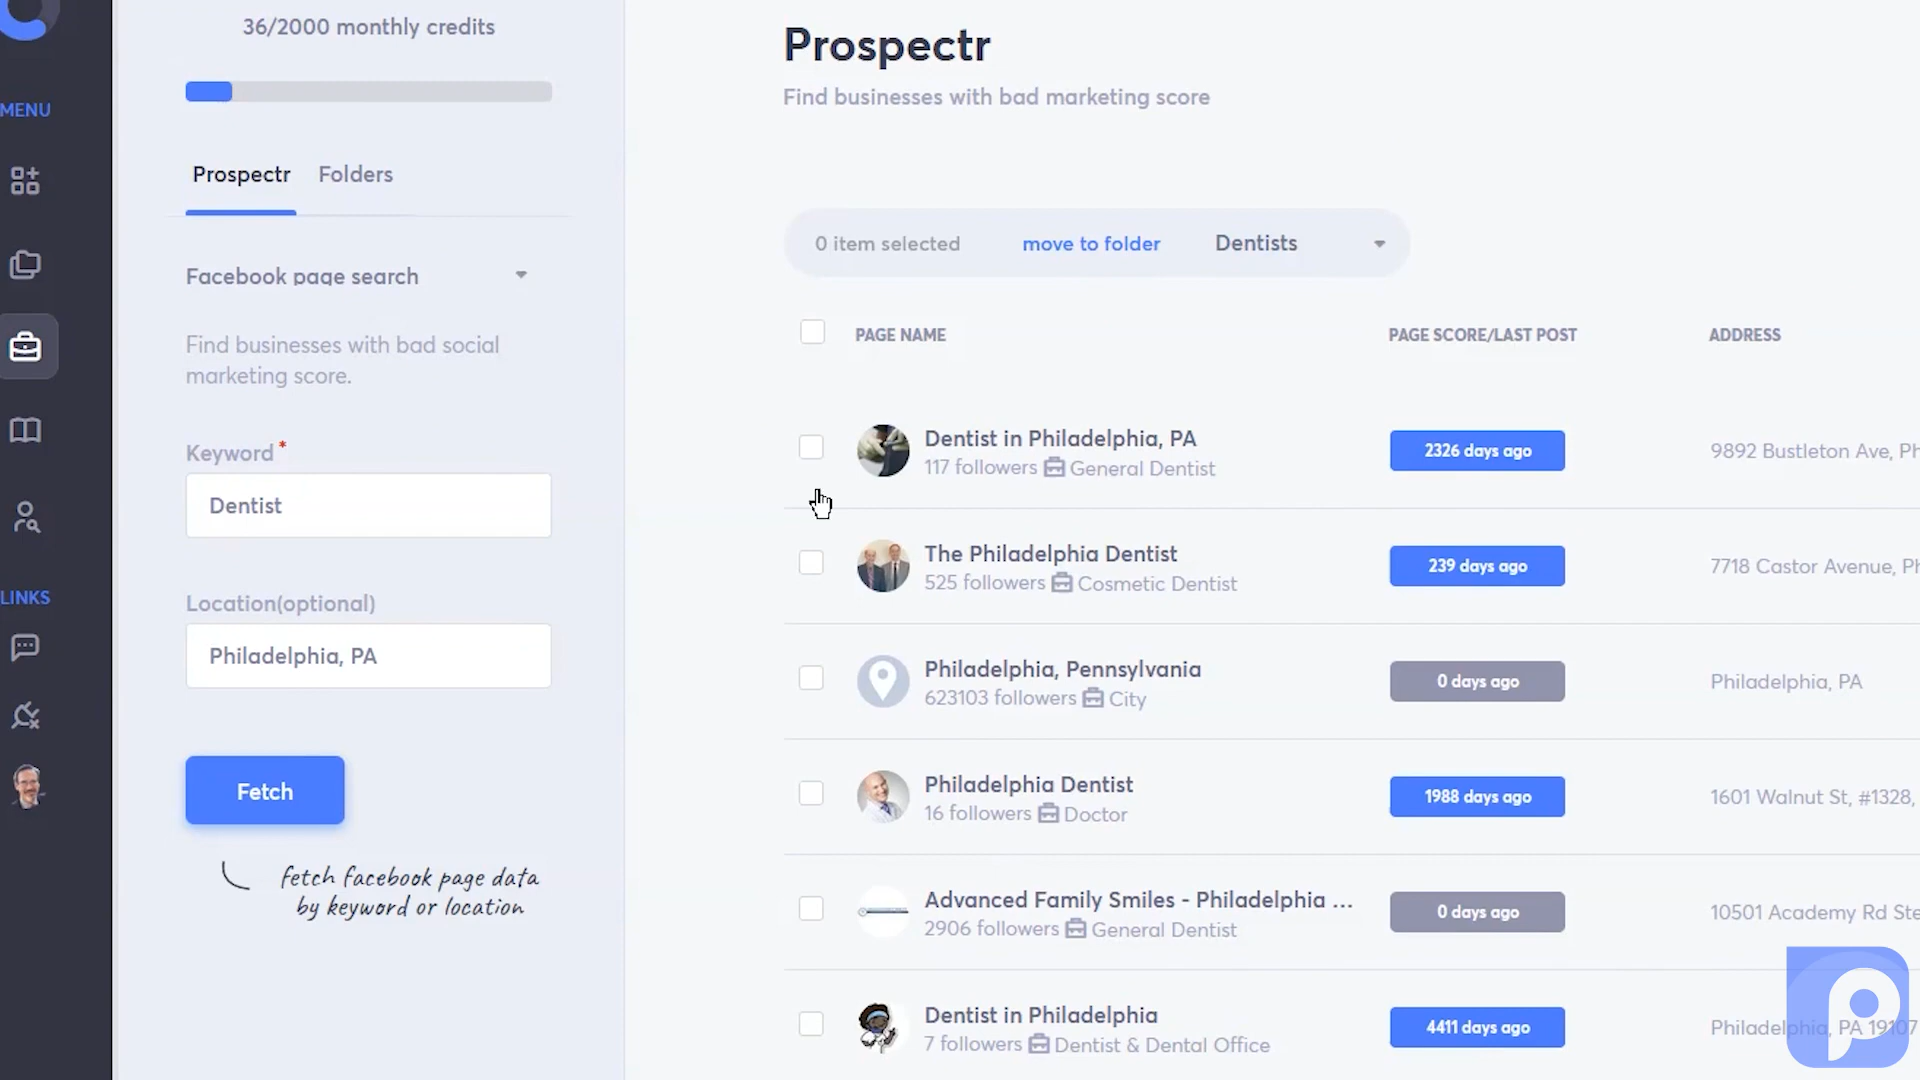 36/2000 monthly credits
MENU
Prospectr
Folders
Facebook page search
Find businesses with bad social
marketing score.
Keyword *
Dentist
Location(optional)
Philadelphia, PA
Fetch
fetch facebook page data
by keyword or location
LINKS
Prospectr
Find businesses with bad marketing score
0 item selected
move to folder
Dentists
PAGE NAME
PAGE SCORE/LAST POST
ADDRESS
Dentist in Philadelphia, PA
117 followers General Dentist
2326 days ago
9892 Bustleton Ave, Ph
The Philadelphia Dentist
525 followers Cosmetic Dentist
239 days ago
7718 Castor Avenue, Ph
Philadelphia, Pennsylvania
623103 followers City
0 days ago
Philadelphia, PA
Philadelphia Dentist
16 followers Doctor
1988 days ago
1601 Walnut St, #1328,
Advanced Family Smiles - Philadelphia ...
2906 followers General Dentist
0 days ago
10501 Academy Rd Ste
Dentist in Philadelphia
7 followers Dentist & Dental Office
4411 days ago
Philadelphia, PA 19107